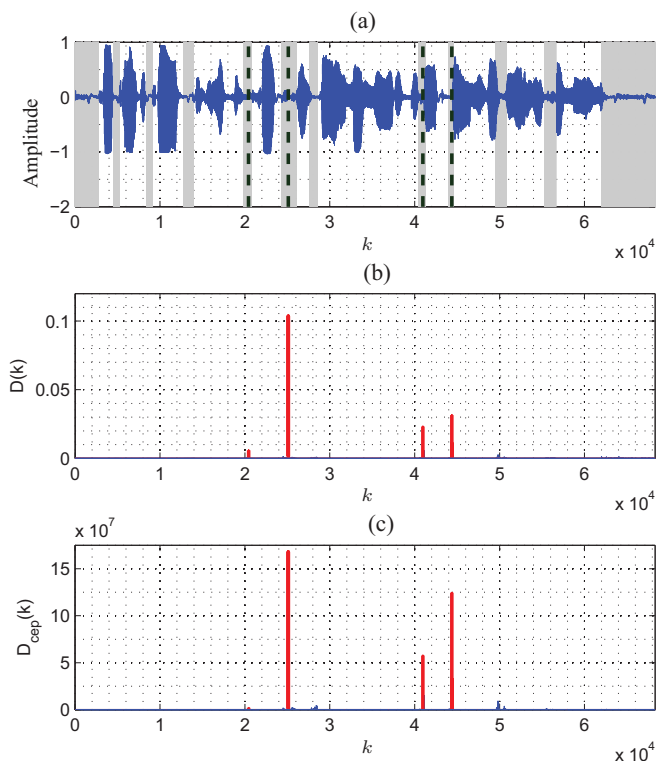 (a)
1
0
−1
−2
Amplitude
0 1 2 3 4 5 6
k
x 10^4
(b)
0.1
0.05
0
D(k)
0 1 2 3 4 5 6
k
x 10^4
x 10^7
(c)
15
10
5
0
D_cep(k)
0 1 2 3 4 5 6
k
x 10^4